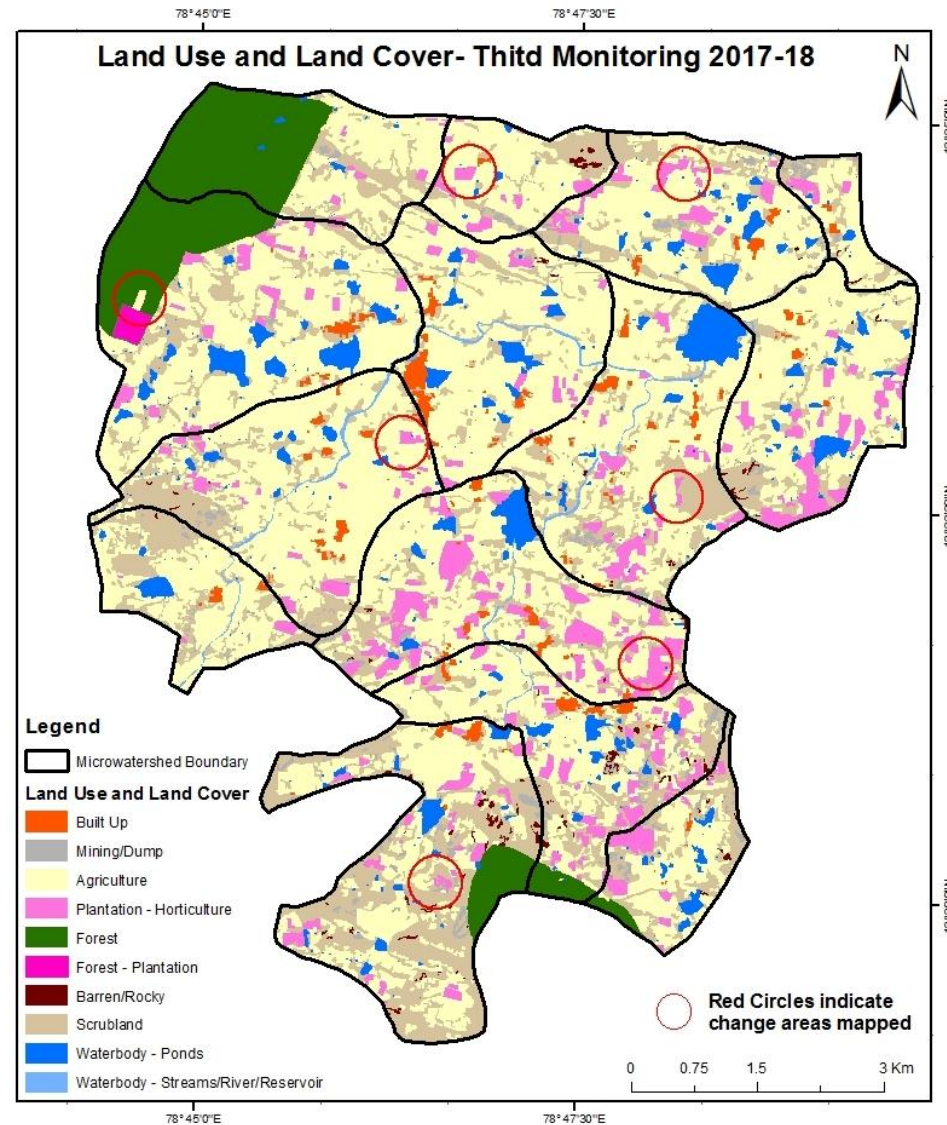 78°45'0"E
78°47'30"E
Land Use and Land Cover- Thitd Monitoring 2017-18
N
Legend
Microwatershed Boundary
Land Use and Land Cover
Built Up
Mining/Dump
Agriculture
Plantation - Horticulture
Forest
Forest - Plantation
Barren/Rocky
Scrubland
Waterbody - Ponds
Waterbody - Streams/River/Reservoir
Red Circles indicate
change areas mapped
0 0.75 1.5 3 Km
78°45'0"E
78°47'30"E